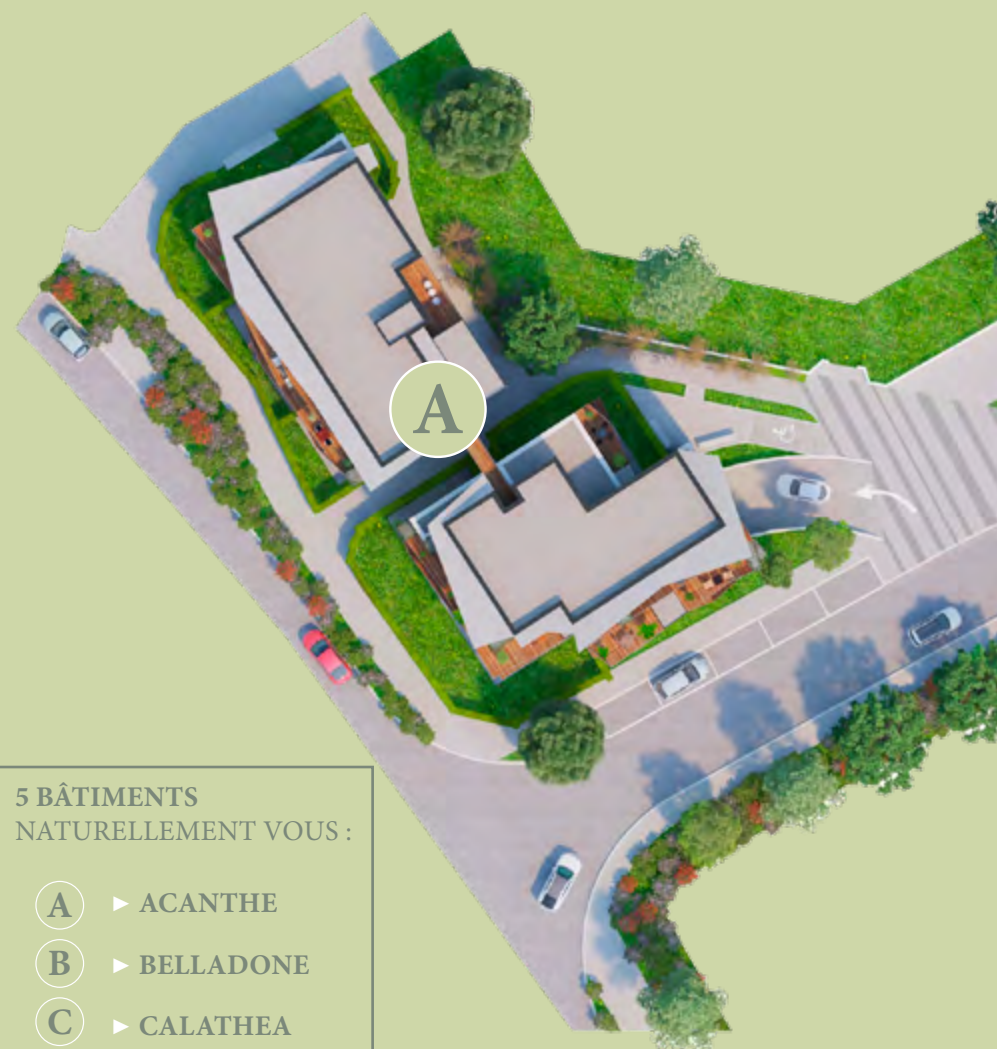 A
5 BÂTIMENTS
NATURELLEMENT VOUS :
A ► ACANTHE
B ► BELLADONE
C ► CALATHEA